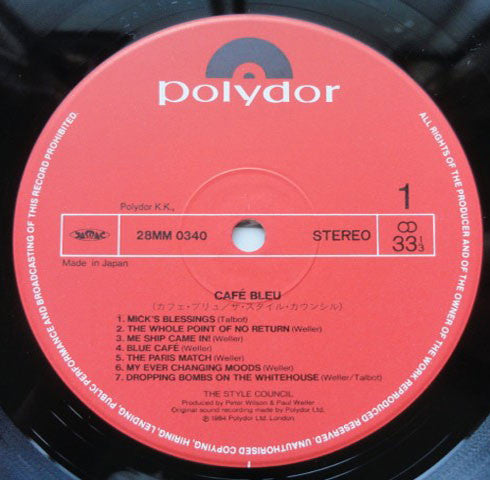 polydor
1
Polydor K.K.,
JASRAC
28MM 0340
STEREO
33⅓
Made in Japan
CAFÉ BLEU
(カフェ・ブリュ/ザ・スタイル・カウンシル)
1. MICK'S BLESSINGS (Talbot)
2. THE WHOLE POINT OF NO RETURN (Weller)
3. ME SHIP CAME IN! (Weller)
4. BLUE CAFÉ (Weller)
5. THE PARIS MATCH (Weller)
6. MY EVER CHANGING MOODS (Weller)
7. DROPPING BOMBS ON THE WHITEHOUSE (Weller/Talbot)
THE STYLE COUNCIL
Produced by Peter Wilson & Paul Weller
Original sound recording made by Polydor Ltd.
℗ 1984 Polydor Ltd. London
ALL RIGHTS OF THE PRODUCER AND OF THE OWNER OF THE WORK REPRODUCED RESERVED. UNAUTHORISED COPYING, HIRING, LENDING, PUBLIC PERFORMANCE AND BROADCASTING OF THIS RECORD PROHIBITED.